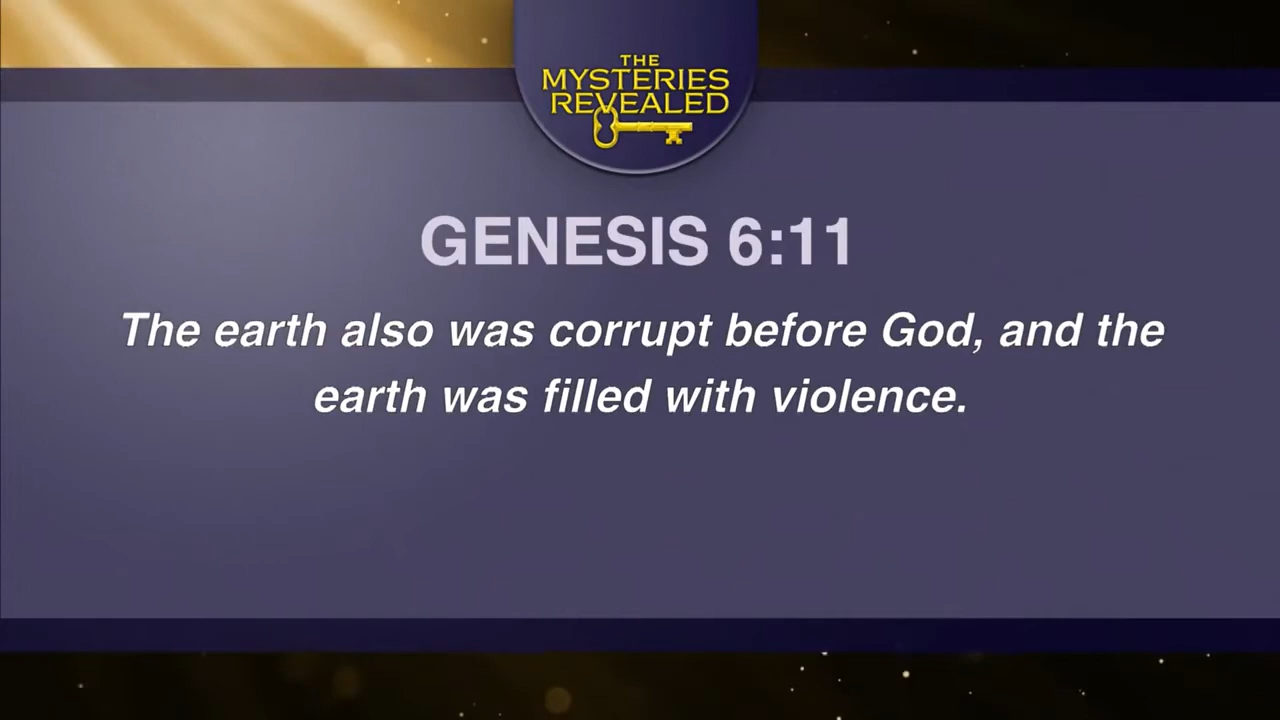 THE
MYSTERIES
REVEALED
GENESIS 6:11
The earth also was corrupt before God, and the
earth was filled with violence.